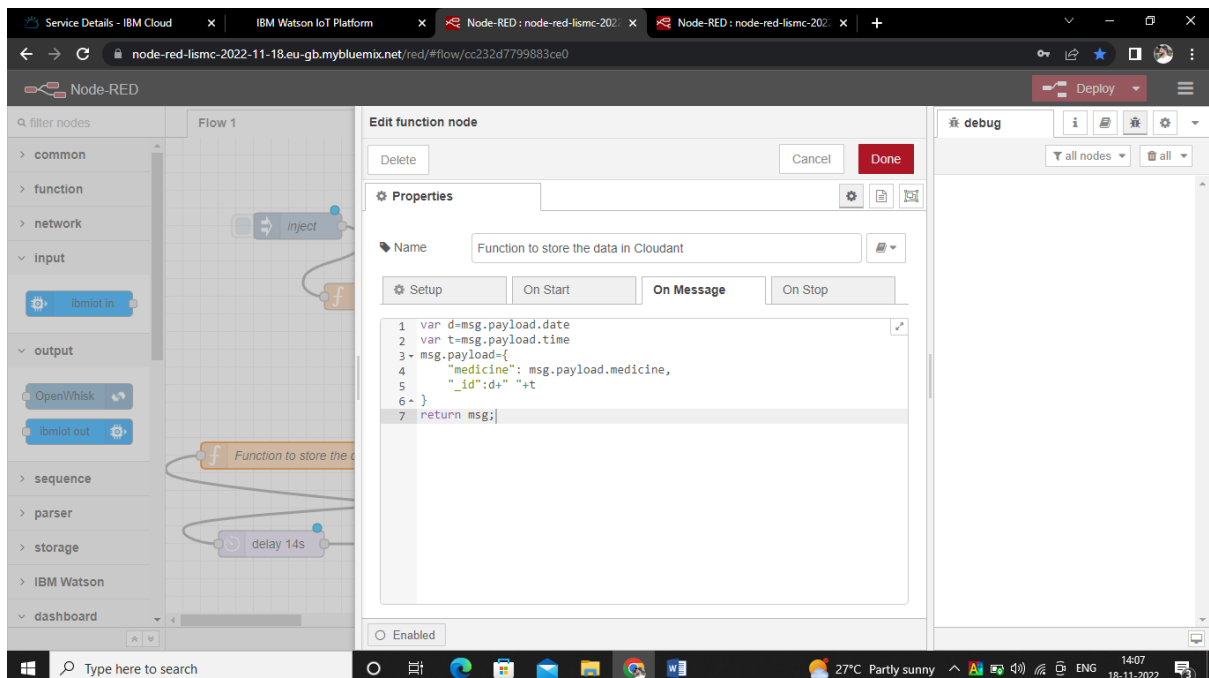 Service Details - IBM Cloud
IBM Watson IoT Platform
Node-RED : node-red-lismc-202
Node-RED : node-red-lismc-202
node-red-lismc-2022-11-18.eu-gb.mybluemix.net/red/#flow/cc232d7799883ce0
Node-RED
Deploy
filter nodes
Flow 1
Edit function node
debug
i
common
Delete
Cancel
Done
all nodes
all
function
Properties
network
inject
Name
Function to store the data in Cloudant
input
Setup
On Start
On Message
On Stop
ibmiot in
1 var d=msg.payload.date
2 var t=msg.payload.time
3 msg.payload={
4 "medicine": msg.payload.medicine,
5 "_id":d+" "+t
6 }
7 return msg;
output
OpenWhisk
ibmiot out
Function to store the d
sequence
parser
delay 14s
storage
IBM Watson
dashboard
Enabled
Type here to search
27°C Partly sunny
ENG
14:07
18-11-2022